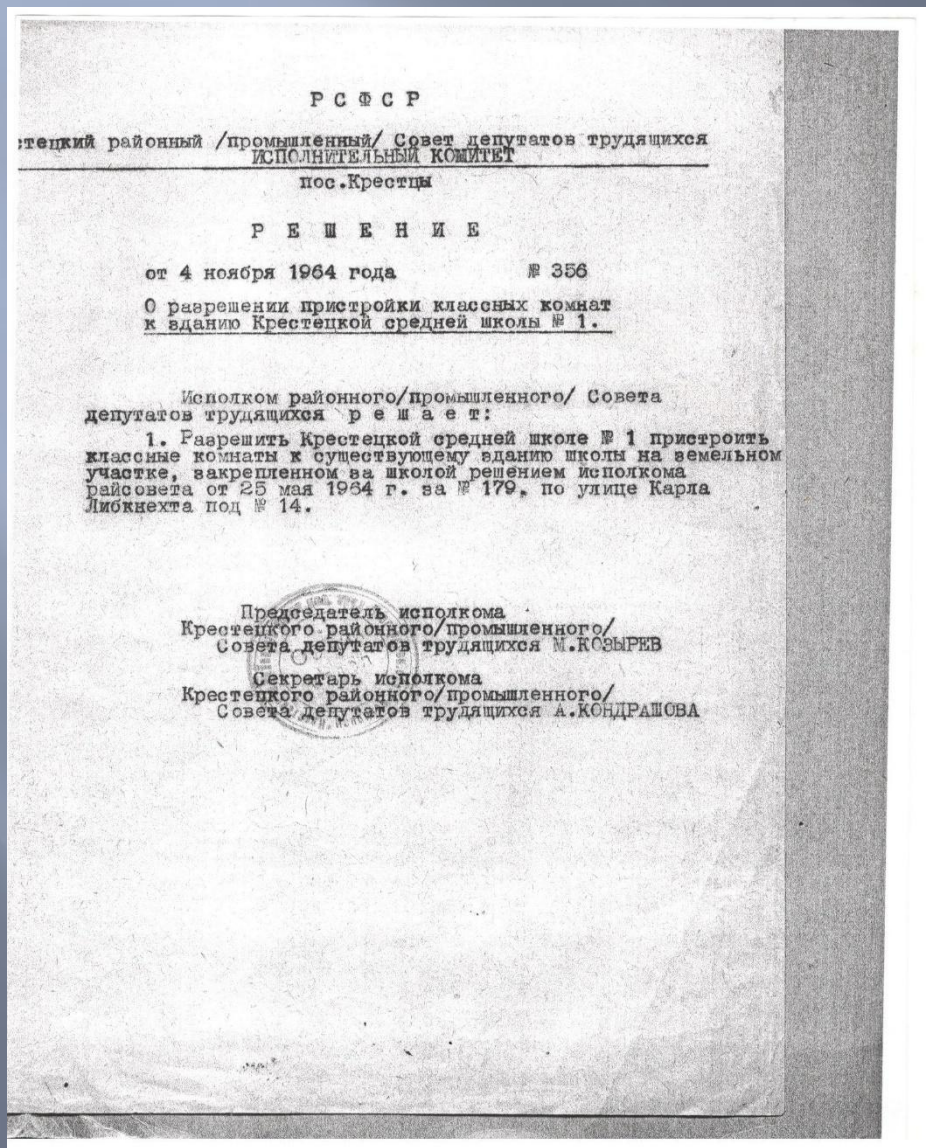 РСФСР
стецкий районный /промышленный/ Совет депутатов трудящихся
ИСПОЛНИТЕЛЬНЫЙ КОМИТЕТ
пос.Крестцы
РЕШЕНИЕ
от 4 ноября 1964 года № 356
О разрешении пристройки классных комнат
к зданию Крестецкой средней школы № 1.
Исполком районного/промышленного/ Совета
депутатов трудящихся решает:
1. Разрешить Крестецкой средней школе № 1 пристроить
классные комнаты к существующему зданию школы на земельном
участке, закрепленном за школой решением исполкома
райсовета от 25 мая 1964 г. за № 179, по улице Карла
Либкнехта под № 14.
Председатель исполкома
Крестецкого районного/промышленного/
Совета депутатов трудящихся М.КОЗЫРЕВ
Секретарь исполкома
Крестецкого районного/промышленного/
Совета депутатов трудящихся А.КОНДРАШОВА